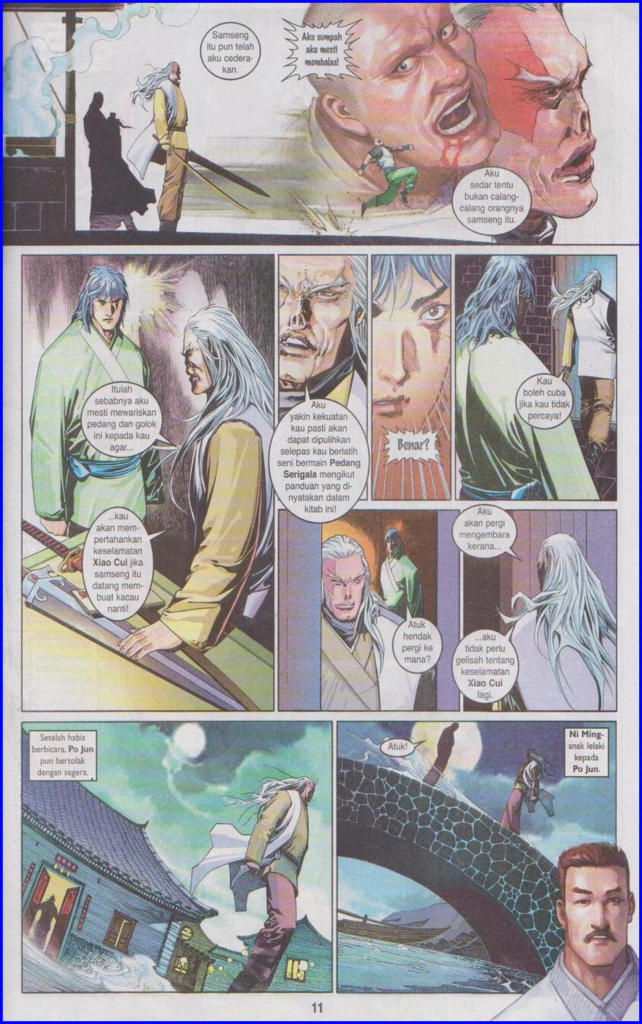 Samseng
itu pun telah
aku cedera-
kan.
Aku sumpah
aku mesti
membalas!
Aku
sedar tentu
bukan calang-
calang orangnya
samseng itu.
Itulah
sebabnya aku
mesti mewariskan
pedang dan golok
ini kepada kau
agar...
...kau
akan mem-
pertahankan
keselamatan
Xiao Cui jika
samseng itu
datang mem-
buat kacau
nanti!
Aku
yakin kekuatan
kau pasti akan
dapat dipulihkan
selepas kau berlatih
seni bermain Pedang
Serigala mengikut
panduan yang di-
nyatakan dalam
kitab ini!
Benar?
Kau
boleh cuba
jika kau tidak
percaya!
Atuk
hendak
pergi ke
mana?
Aku
akan pergi
mengembara
kerana...
...aku
tidak perlu
gelisah tentang
keselamatan
Xiao Cui
lagi.
Setelah habis
berbicara, Po Jun
pun bertolak
dengan segera.
Atuk!
Ni Ming-
anak lelaki
kepada
Po Jun.
11